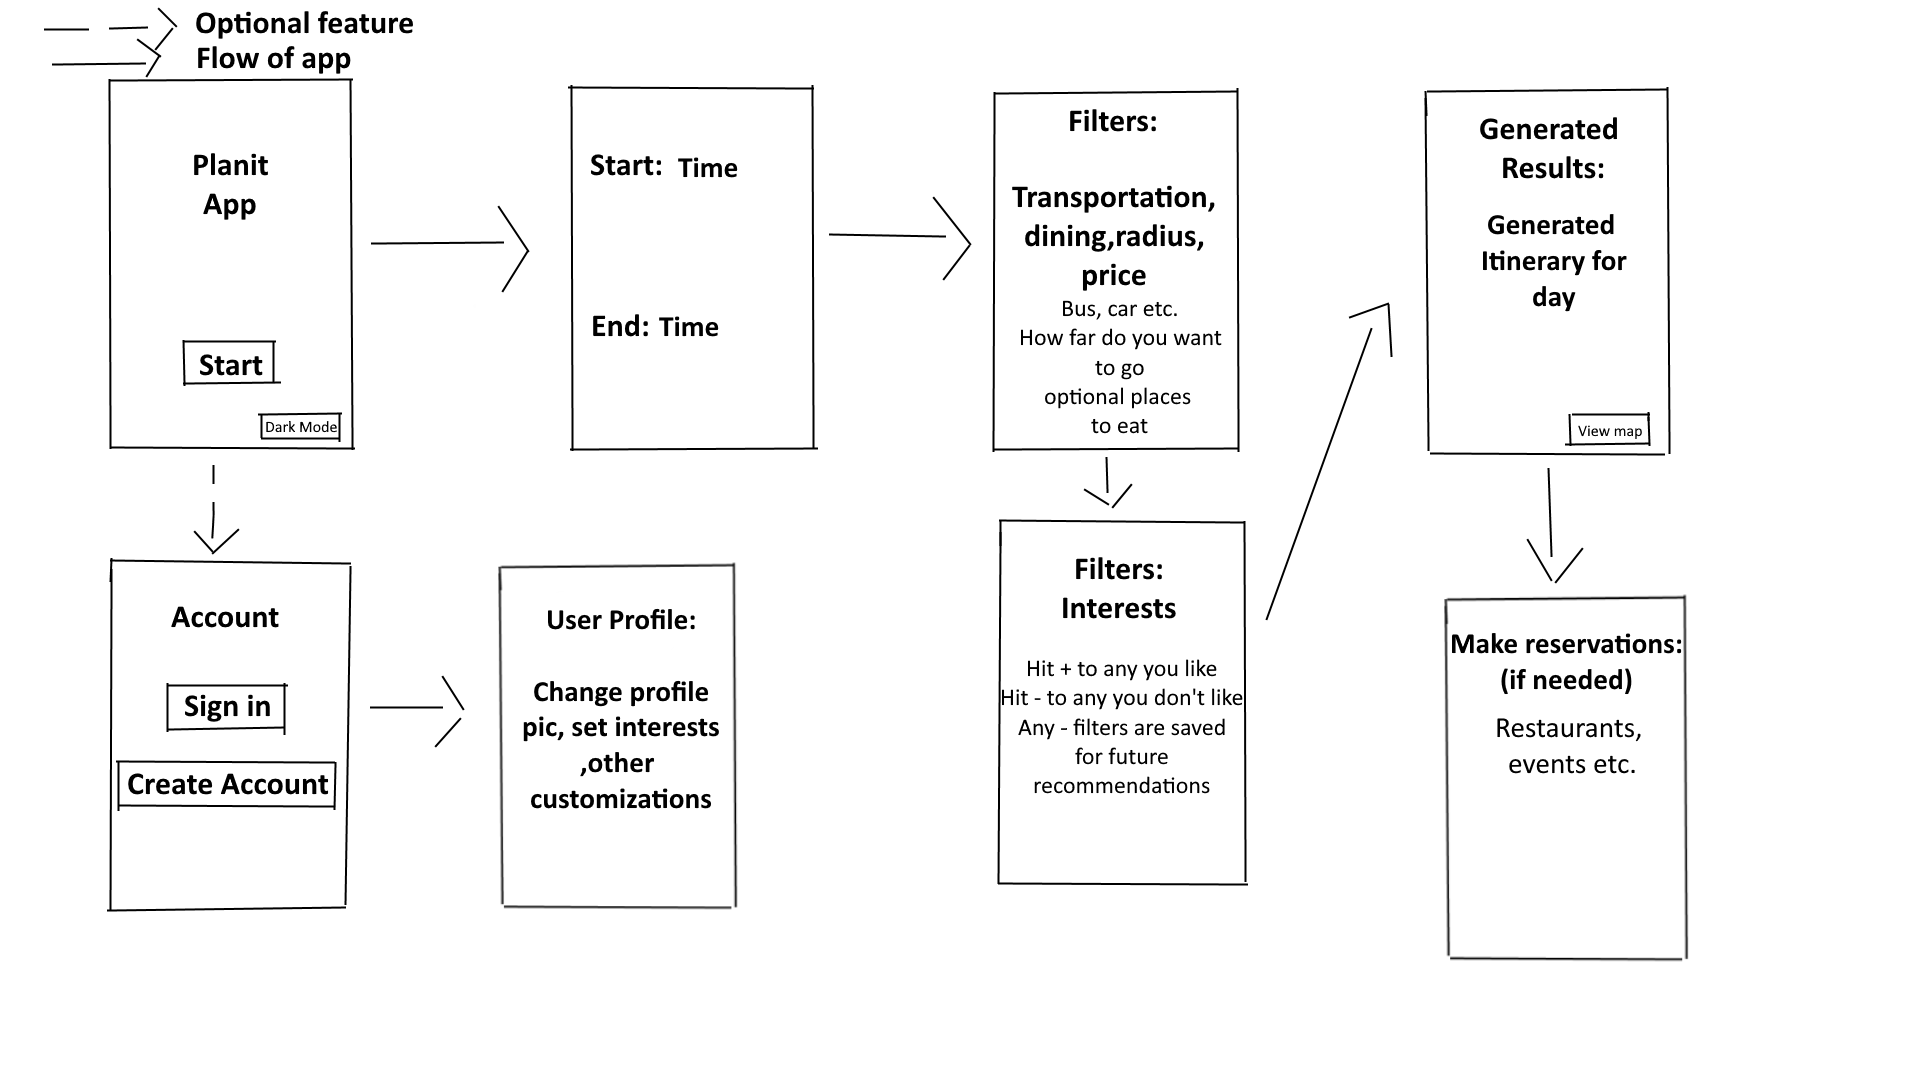 Optional feature
Flow of app
Planit
App
Start
Dark Mode
Start: Time
End: Time
Filters:
Transportation,
dining,radius,
price
Bus, car etc.
How far do you want
to go
optional places
to eat
Generated
Results:
Generated
Itinerary for
day
View map
Account
Sign in
Create Account
User Profile:
Change profile
pic, set interests
,other
customizations
Filters:
Interests
Hit + to any you like
Hit - to any you don't like
Any - filters are saved
for future
recommendations
Make reservations:
(if needed)
Restaurants,
events etc.